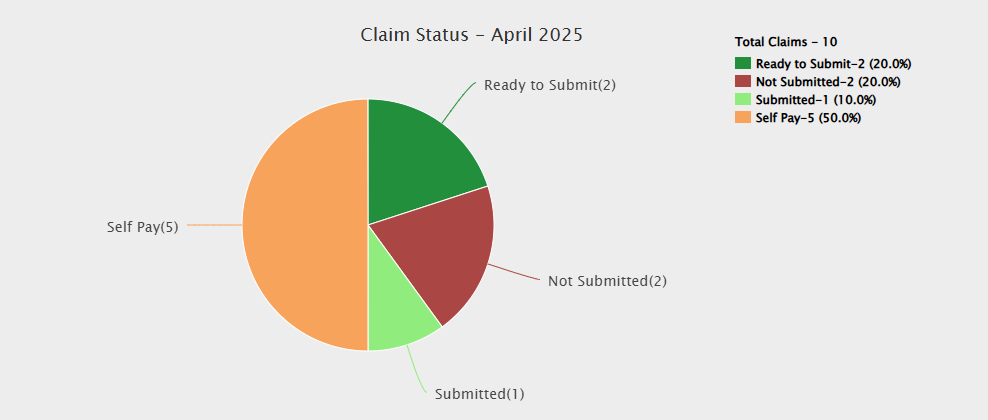 Claim Status - April 2025
Total Claims - 10
Ready to Submit-2 (20.0%)
Not Submitted-2 (20.0%)
Submitted-1 (10.0%)
Self Pay-5 (50.0%)
Ready to Submit(2)
Self Pay(5)
Not Submitted(2)
Submitted(1)